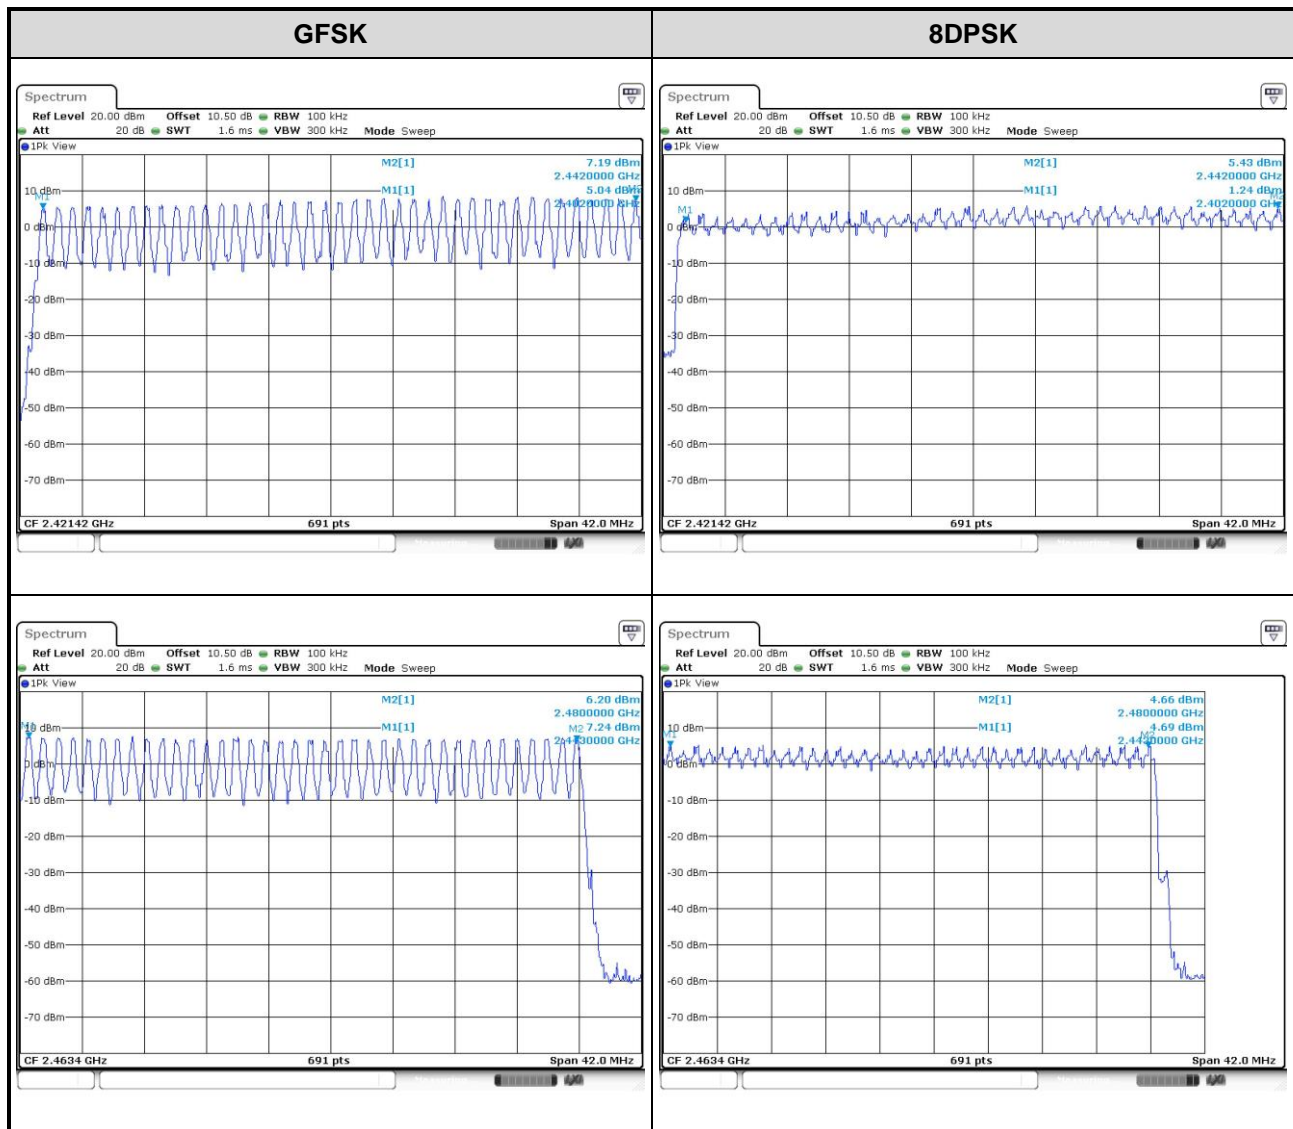 GFSK
8DPSK
Spectrum
Ref Level 20.00 dBm Offset 10.50 dB RBW 100 kHz
Att 20 dB SWT 1.6 ms VBW 300 kHz Mode Sweep
1Pk View
M2[1] 7.19 dBm
2.4420000 GHz
10 dBm
M1[1] 5.04 dBm
M1
0 dBm
-10 dBm
-20 dBm
-30 dBm
-40 dBm
-50 dBm
-60 dBm
-70 dBm
CF 2.42142 GHz 691 pts Span 42.0 MHz
Spectrum
Ref Level 20.00 dBm Offset 10.50 dB RBW 100 kHz
Att 20 dB SWT 1.6 ms VBW 300 kHz Mode Sweep
1Pk View
M2[1] 5.43 dBm
2.4420000 GHz
10 dBm
M1[1] 1.24 dBm
2.4020000 GHz
M1
M2
0 dBm
-10 dBm
-20 dBm
-30 dBm
-40 dBm
-50 dBm
-60 dBm
-70 dBm
CF 2.42142 GHz 691 pts Span 42.0 MHz
Spectrum
Ref Level 20.00 dBm Offset 10.50 dB RBW 100 kHz
Att 20 dB SWT 1.6 ms VBW 300 kHz Mode Sweep
1Pk View
M2[1] 6.20 dBm
2.4800000 GHz
10 dBm
M1[1] 7.24 dBm
M2
0 dBm
-10 dBm
-20 dBm
-30 dBm
-40 dBm
-50 dBm
-60 dBm
-70 dBm
CF 2.4634 GHz 691 pts Span 42.0 MHz
Spectrum
Ref Level 20.00 dBm Offset 10.50 dB RBW 100 kHz
Att 20 dB SWT 1.6 ms VBW 300 kHz Mode Sweep
1Pk View
M2[1] 4.66 dBm
2.4800000 GHz
10 dBm
M1[1] 4.69 dBm
M2
0 dBm
-10 dBm
-20 dBm
-30 dBm
-40 dBm
-50 dBm
-60 dBm
-70 dBm
CF 2.4634 GHz 691 pts Span 42.0 MHz